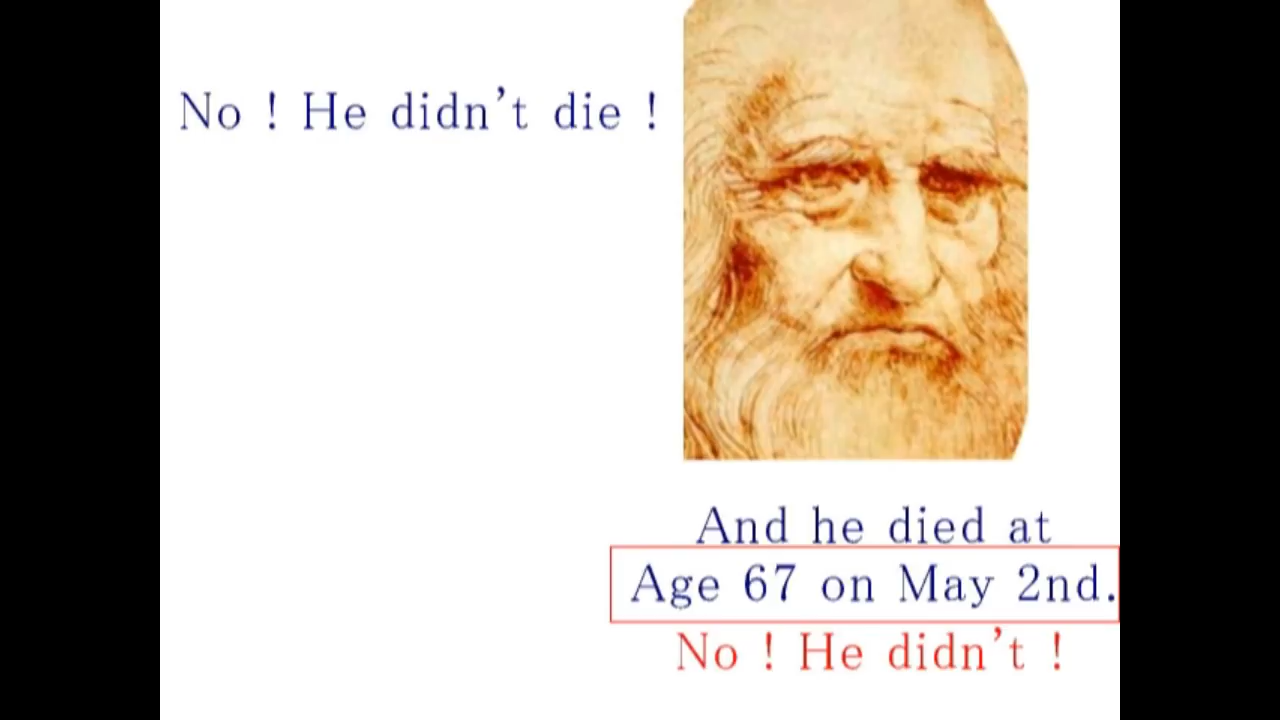 No ! He didn't die !
And he died at
Age 67 on May 2nd.
No ! He didn't !